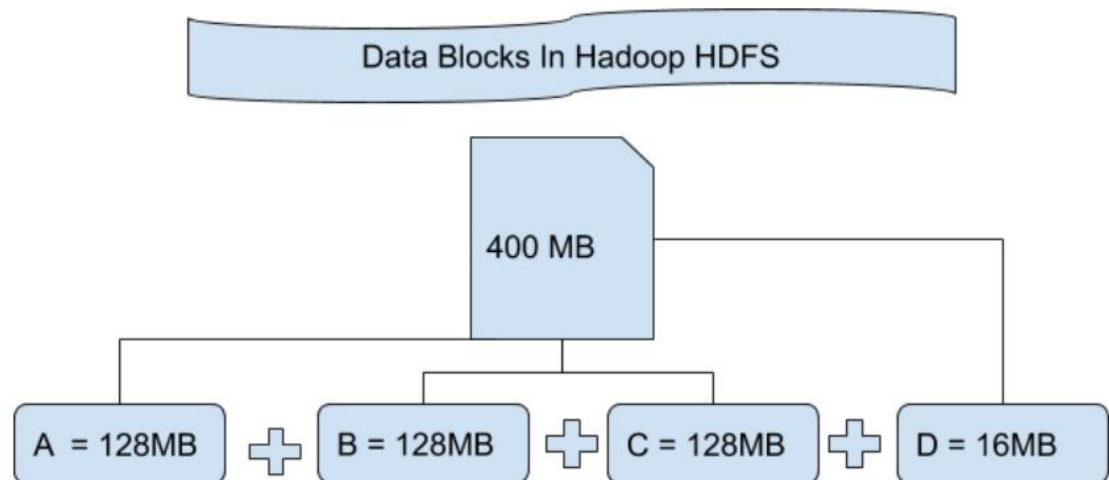 Data Blocks In Hadoop HDFS
400 MB
A = 128MB
B = 128MB
C = 128MB
D = 16MB